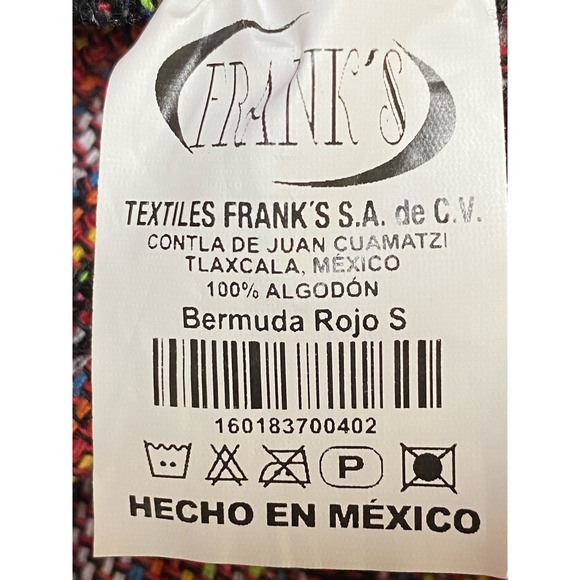 FRANK´S
TEXTILES FRANK´S S.A. de C.V.
CONTLA DE JUAN CUAMATZI
TLAXCALA, MÉXICO
100% ALGODÓN
Bermuda Rojo S
160183700402
P
HECHO EN MÉXICO